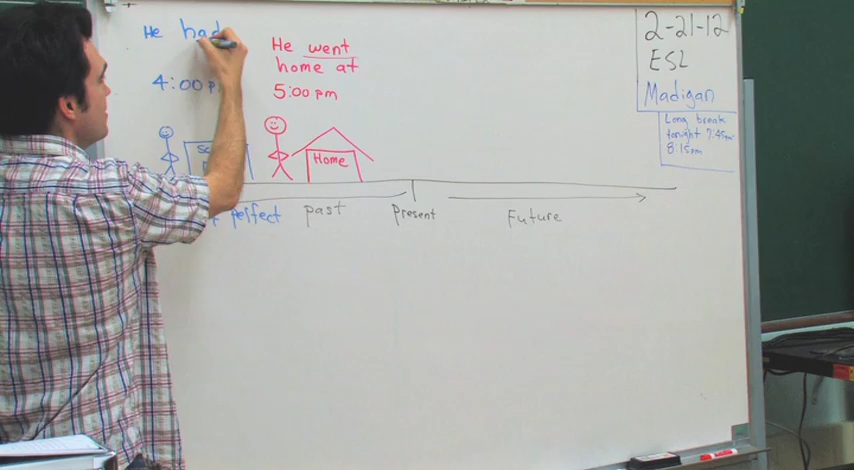 He had
4:00 p
He went
home at
5:00 pm
Home
perfect
past
Present
Future
2-21-12
ESL
Madigan
Long break
tonight 7:45pm
8:15pm